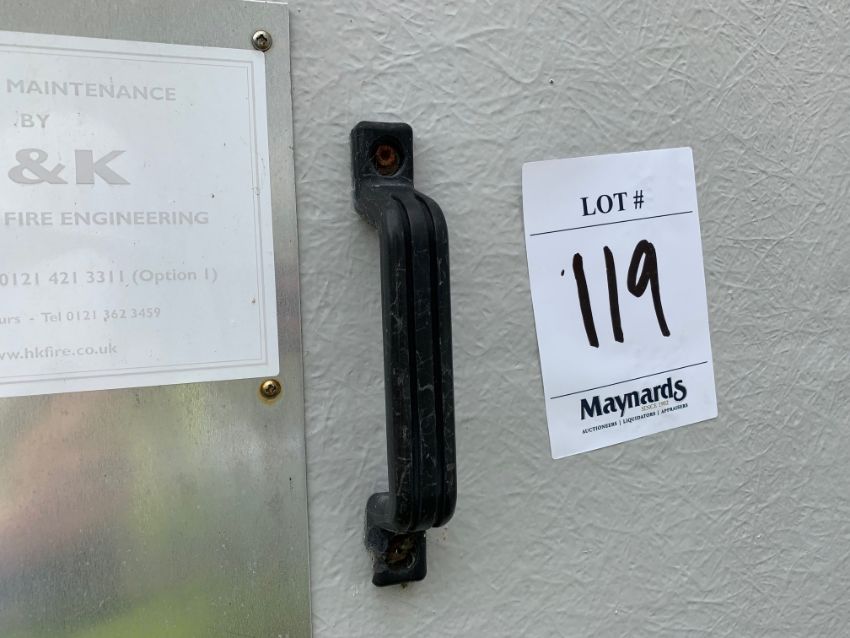 MAINTENANCE
BY
&K
FIRE ENGINEERING
0121 421 3311 (Option 1)
urs - Tel 0121 362 3459
www.hkfire.co.uk
LOT #
119
Maynards
SINCE 1902
AUCTIONEERS | LIQUIDATORS | APPRAISERS